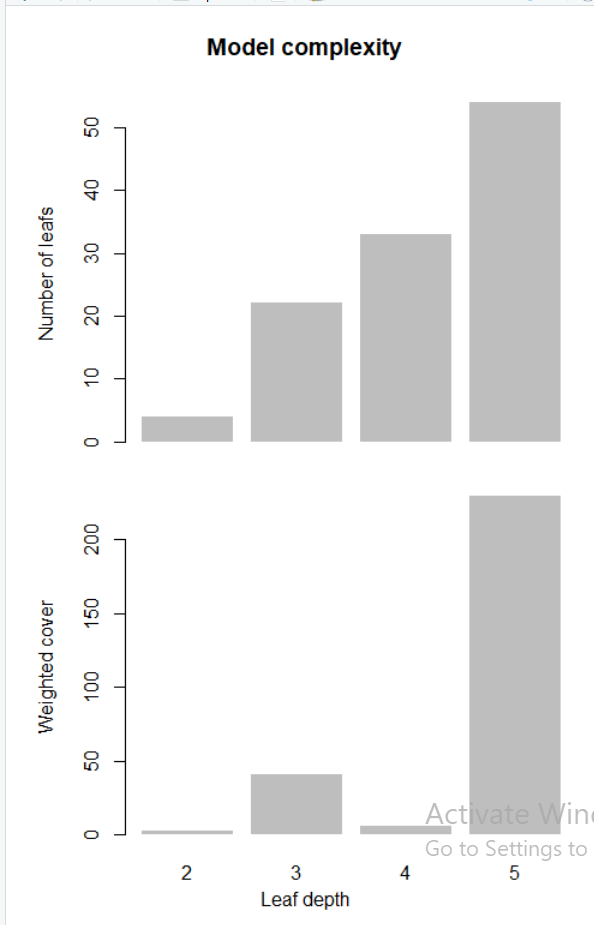 Model complexity
Number of leafs
0 10 20 30 40 50
Weighted cover
0 50 100 150 200
2 3 4 5
Leaf depth
Activate Win
Go to Settings to